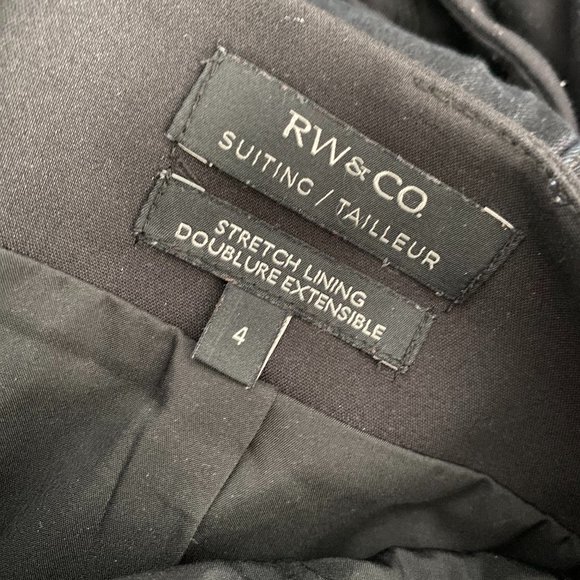 RW&CO.
SUITING / TAILLEUR
STRETCH LINING
DOUBLURE EXTENSIBLE
4